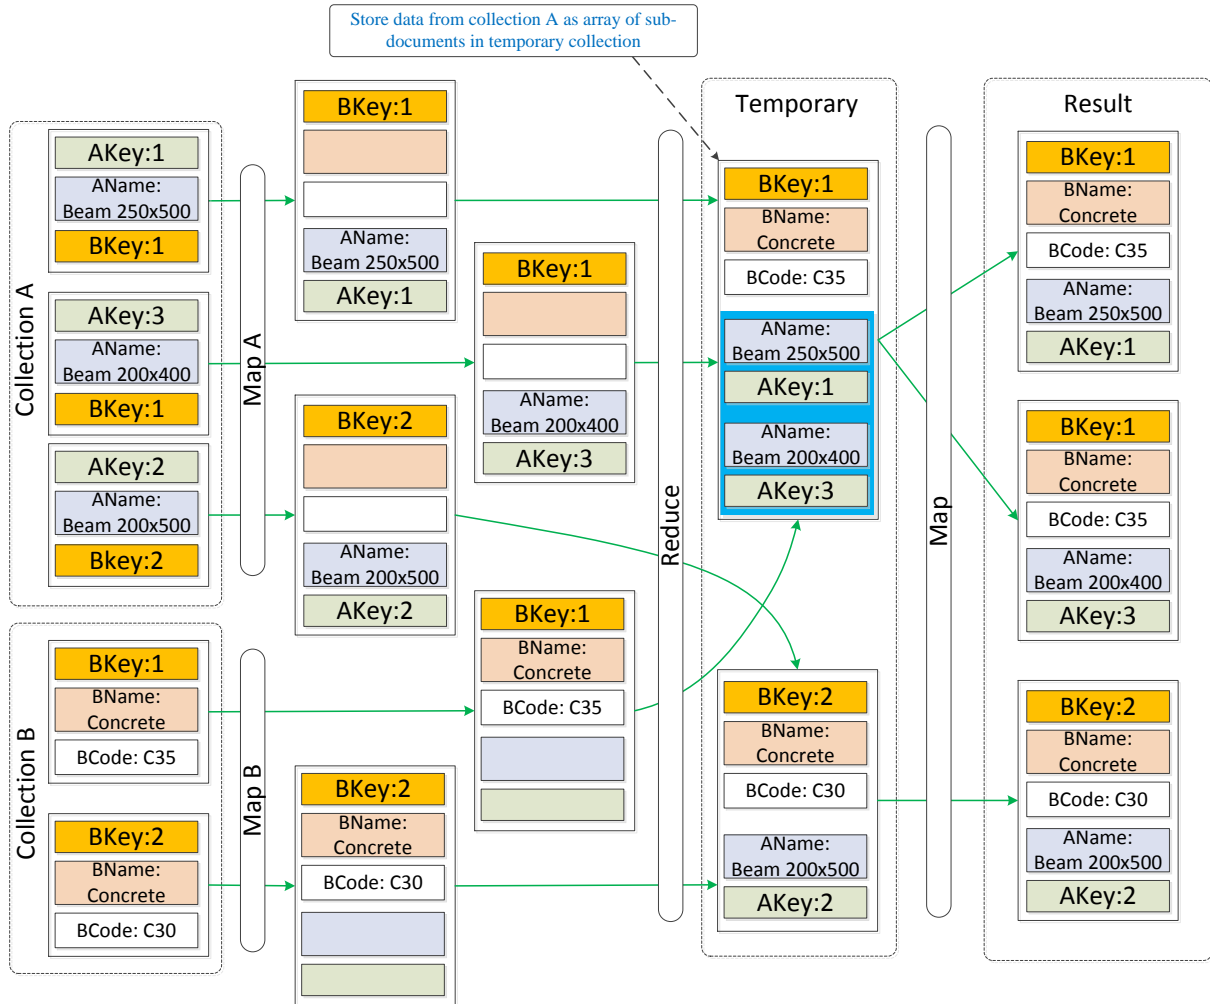 Store data from collection A as array of sub-
documents in temporary collection
Collection A
AKey:1
AName:
Beam 250x500
BKey:1
AKey:3
AName:
Beam 200x400
BKey:1
AKey:2
AName:
Beam 200x500
Bkey:2
Collection B
BKey:1
BName:
Concrete
BCode: C35
BKey:2
BName:
Concrete
BCode: C30
Map A
Map B
BKey:1
AName:
Beam 250x500
AKey:1
BKey:2
AName:
Beam 200x500
AKey:2
BKey:2
BName:
Concrete
BCode: C30
BKey:1
AName:
Beam 200x400
AKey:3
BKey:1
BName:
Concrete
BCode: C35
Reduce
Temporary
BKey:1
BName:
Concrete
BCode: C35
AName:
Beam 250x500
AKey:1
AName:
Beam 200x400
AKey:3
BKey:2
BName:
Concrete
BCode: C30
AName:
Beam 200x500
AKey:2
Map
Result
BKey:1
BName:
Concrete
BCode: C35
AName:
Beam 250x500
AKey:1
BKey:1
BName:
Concrete
BCode: C35
AName:
Beam 200x400
AKey:3
BKey:2
BName:
Concrete
BCode: C30
AName:
Beam 200x500
AKey:2